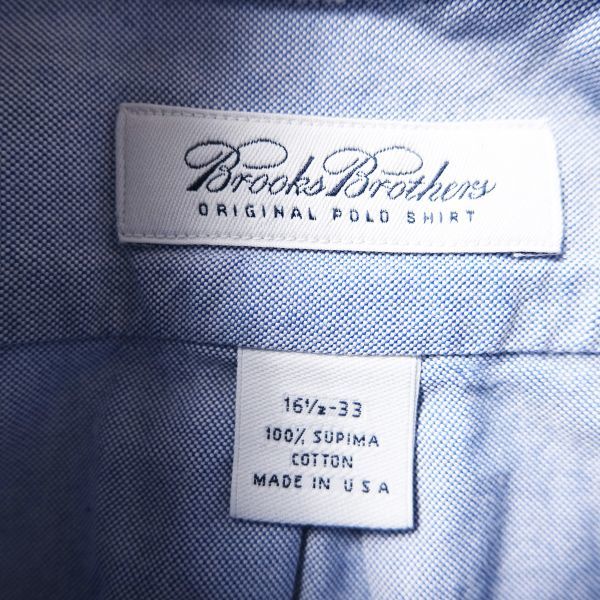 Brooks Brothers
ORIGINAL POLO SHIRT
16½-33
100% SUPIMA
COTTON
MADE IN USA